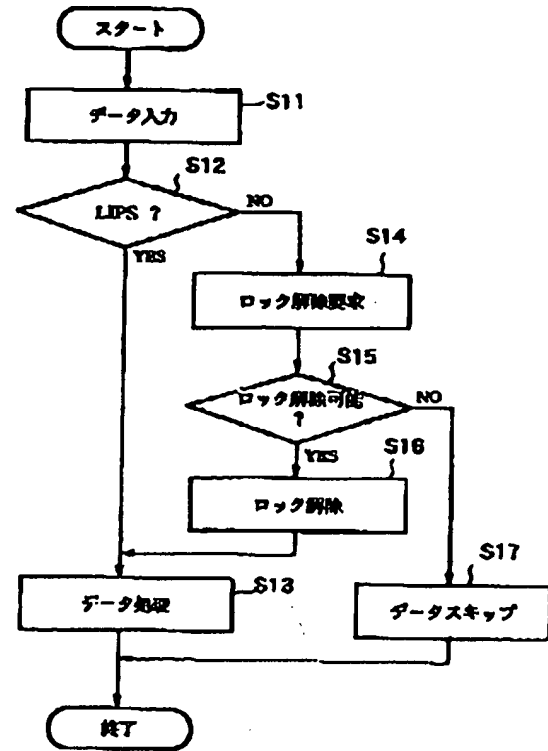 スタート
データ入力
S11
S12
LIPS ?
NO
YES
S14
ロック解除要求
S15
ロック解除可能
?
NO
YES
S16
ロック解除
S17
データ処理
S13
データスキップ
終了